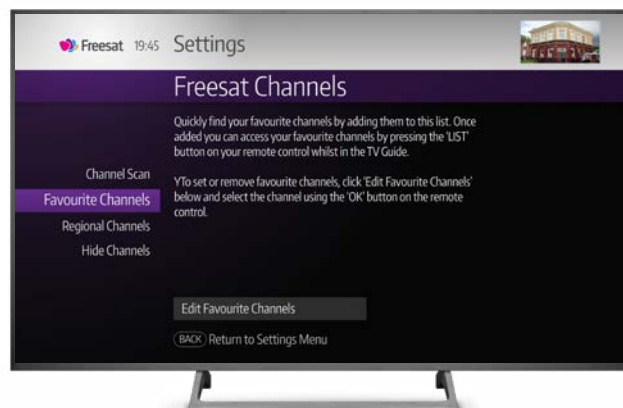 Freesat 19:45 Settings
Freesat Channels
Quickly find your favourite channels by adding them to this list. Once
added you can access your favourite channels by pressing the 'LIST'
button on your remote control whilst in the TV Guide.
YTo set or remove favourite channels, click 'Edit Favourite Channels'
below and select the channel using the 'OK' button on the remote
control.
Channel Scan
Favourite Channels
Regional Channels
Hide Channels
Edit Favourite Channels
BACK Return to Settings Menu